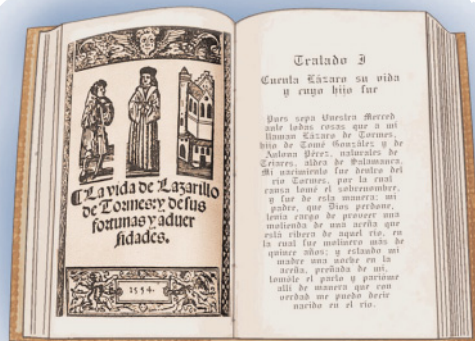 La vida de Lazarillo
de Tormes: y de sus
fortunas y aduer
sidades.
1554.
Tratado I
Cuenta Lázaro su vida
y cuyo hijo fue
Pues sepa Vuestra Merced
ante todas cosas que a mí
llaman Lázaro de Tormes,
hijo de Tomé González y de
Antona Pérez, naturales de
Tejares, aldea de Salamanca.
Mi nacimiento fue dentro del
río Tormes, por la cual
causa tomé el sobrenombre,
y fue de esta manera: mi
padre, que Dios perdone,
tenía cargo de proveer una
molienda de una aceña que
está ribera de aquel río, en
la cual fue molinero más de
quince años; y estando mi
madre una noche en la
aceña, preñada de mí,
tomóle el parto y parióme
allí de manera que con
verdad me puedo decir
nacido en el río.